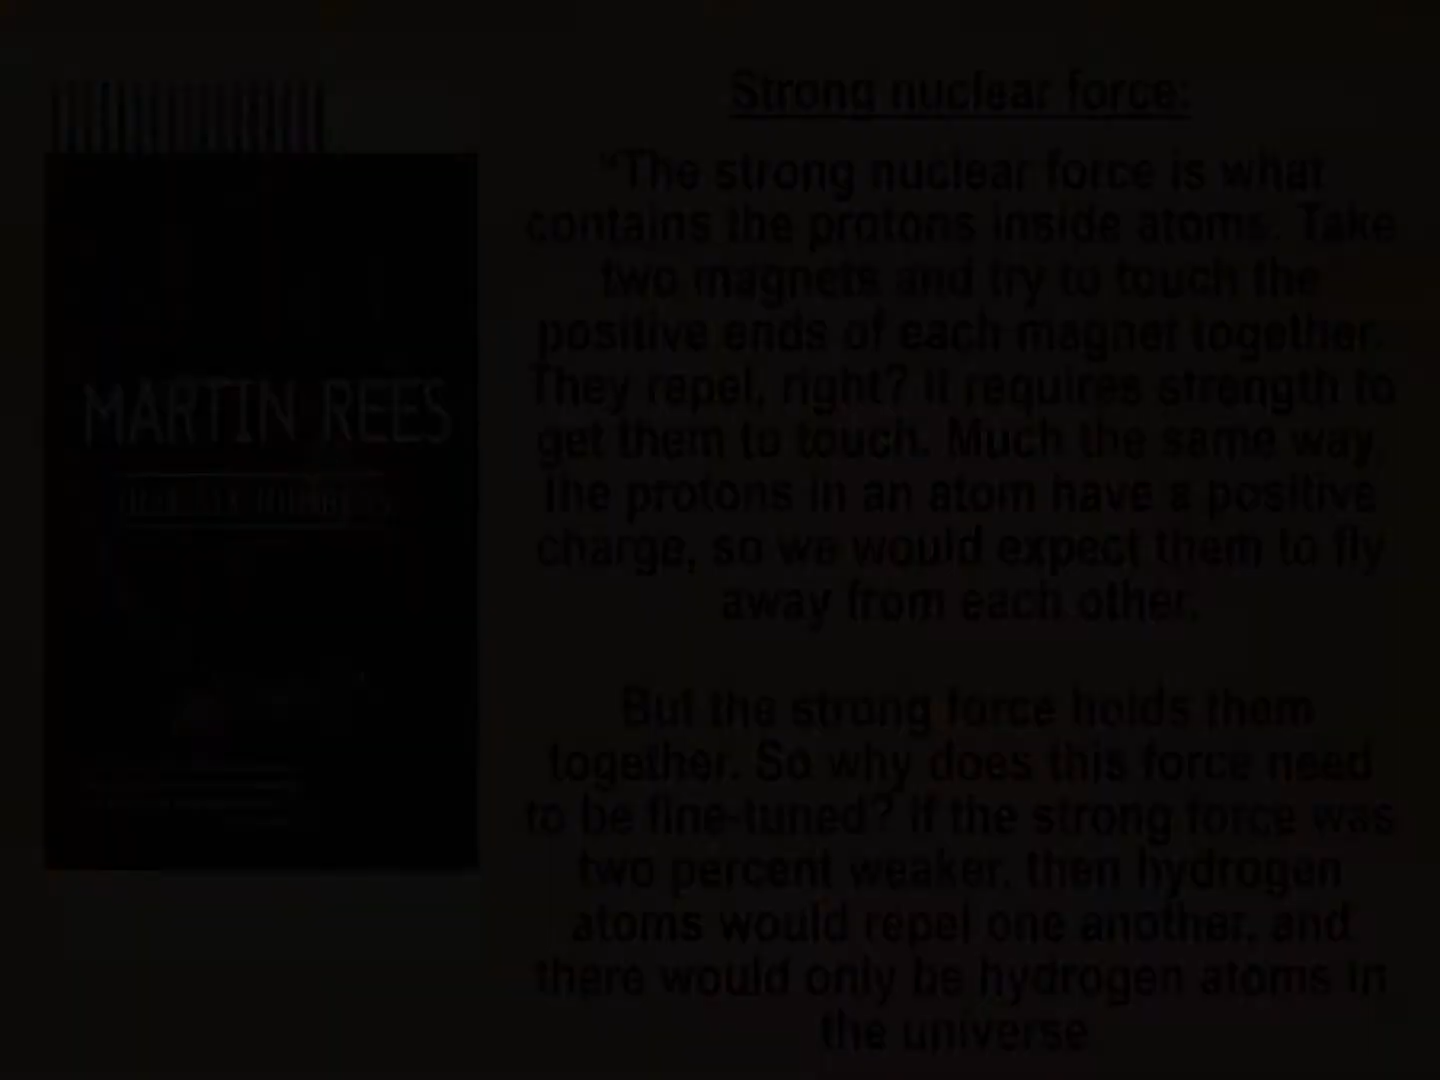 Strong nuclear force:
"The strong nuclear force is what
contains the protons inside atoms. Take
two magnets and try to touch the
positive ends of each magnet together.
They repel, right? It requires strength to
get them to touch. Much the same way,
the protons in an atom have a positive
charge, so we would expect them to fly
away from each other.
But the strong force holds them
together. So why does this force need
to be fine-tuned? If the strong force was
two percent weaker, then hydrogen
atoms would repel one another, and
there would only be hydrogen atoms in
the universe
MARTIN REES